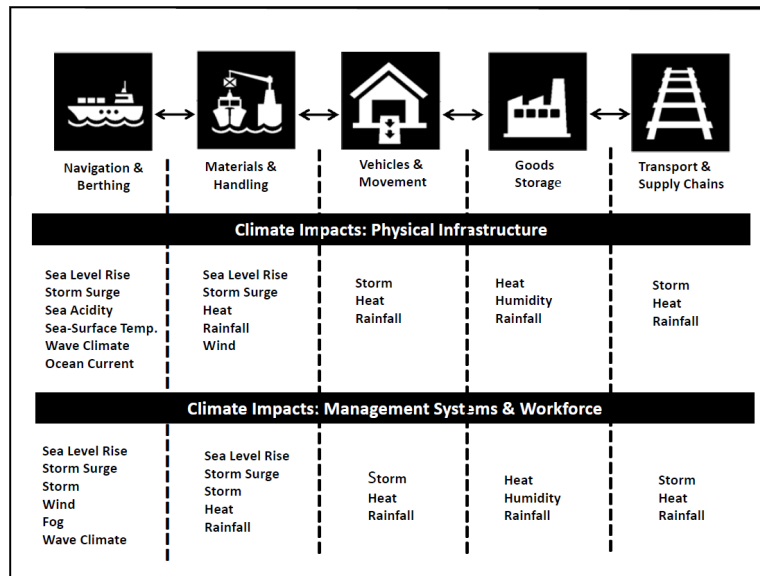 Navigation &
Berthing
Materials &
Handling
Vehicles &
Movement
Goods
Storage
Transport &
Supply Chains
Climate Impacts: Physical Infrastructure
Sea Level Rise
Storm Surge
Sea Acidity
Sea-Surface Temp.
Wave Climate
Ocean Current
Sea Level Rise
Storm Surge
Heat
Rainfall
Wind
Storm
Heat
Rainfall
Heat
Humidity
Rainfall
Storm
Heat
Rainfall
Climate Impacts: Management Systems & Workforce
Sea Level Rise
Storm Surge
Storm
Wind
Fog
Wave Climate
Sea Level Rise
Storm Surge
Storm
Heat
Rainfall
Storm
Heat
Rainfall
Heat
Humidity
Rainfall
Storm
Heat
Rainfall